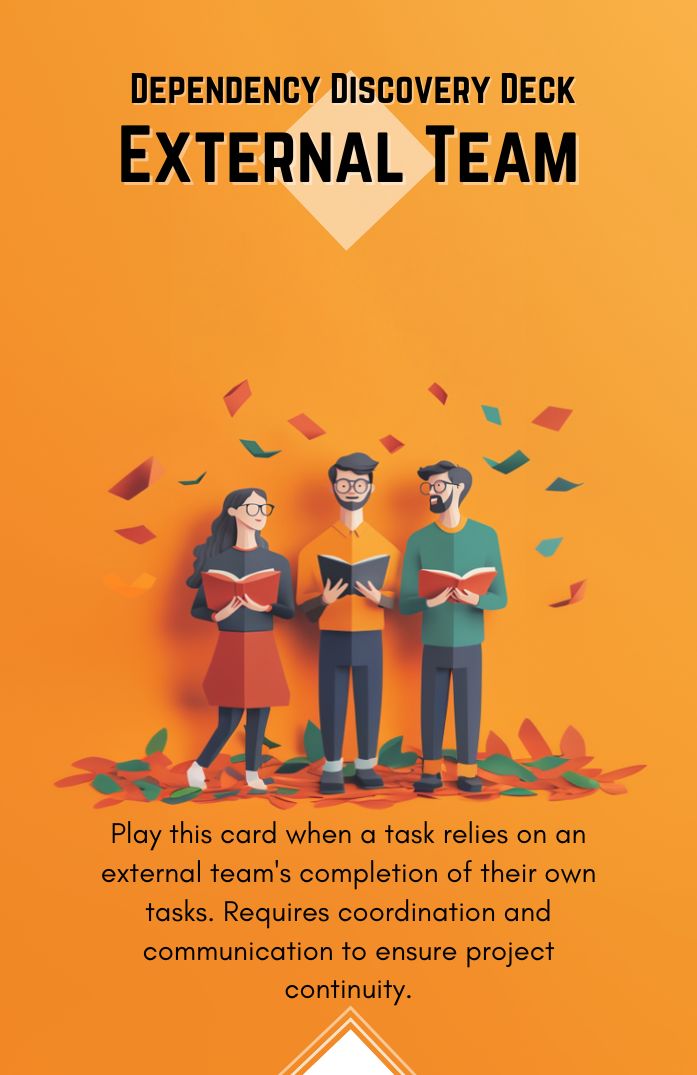 Dependency Discovery Deck
External Team
Play this card when a task relies on an
external team's completion of their own
tasks. Requires coordination and
communication to ensure project
continuity.